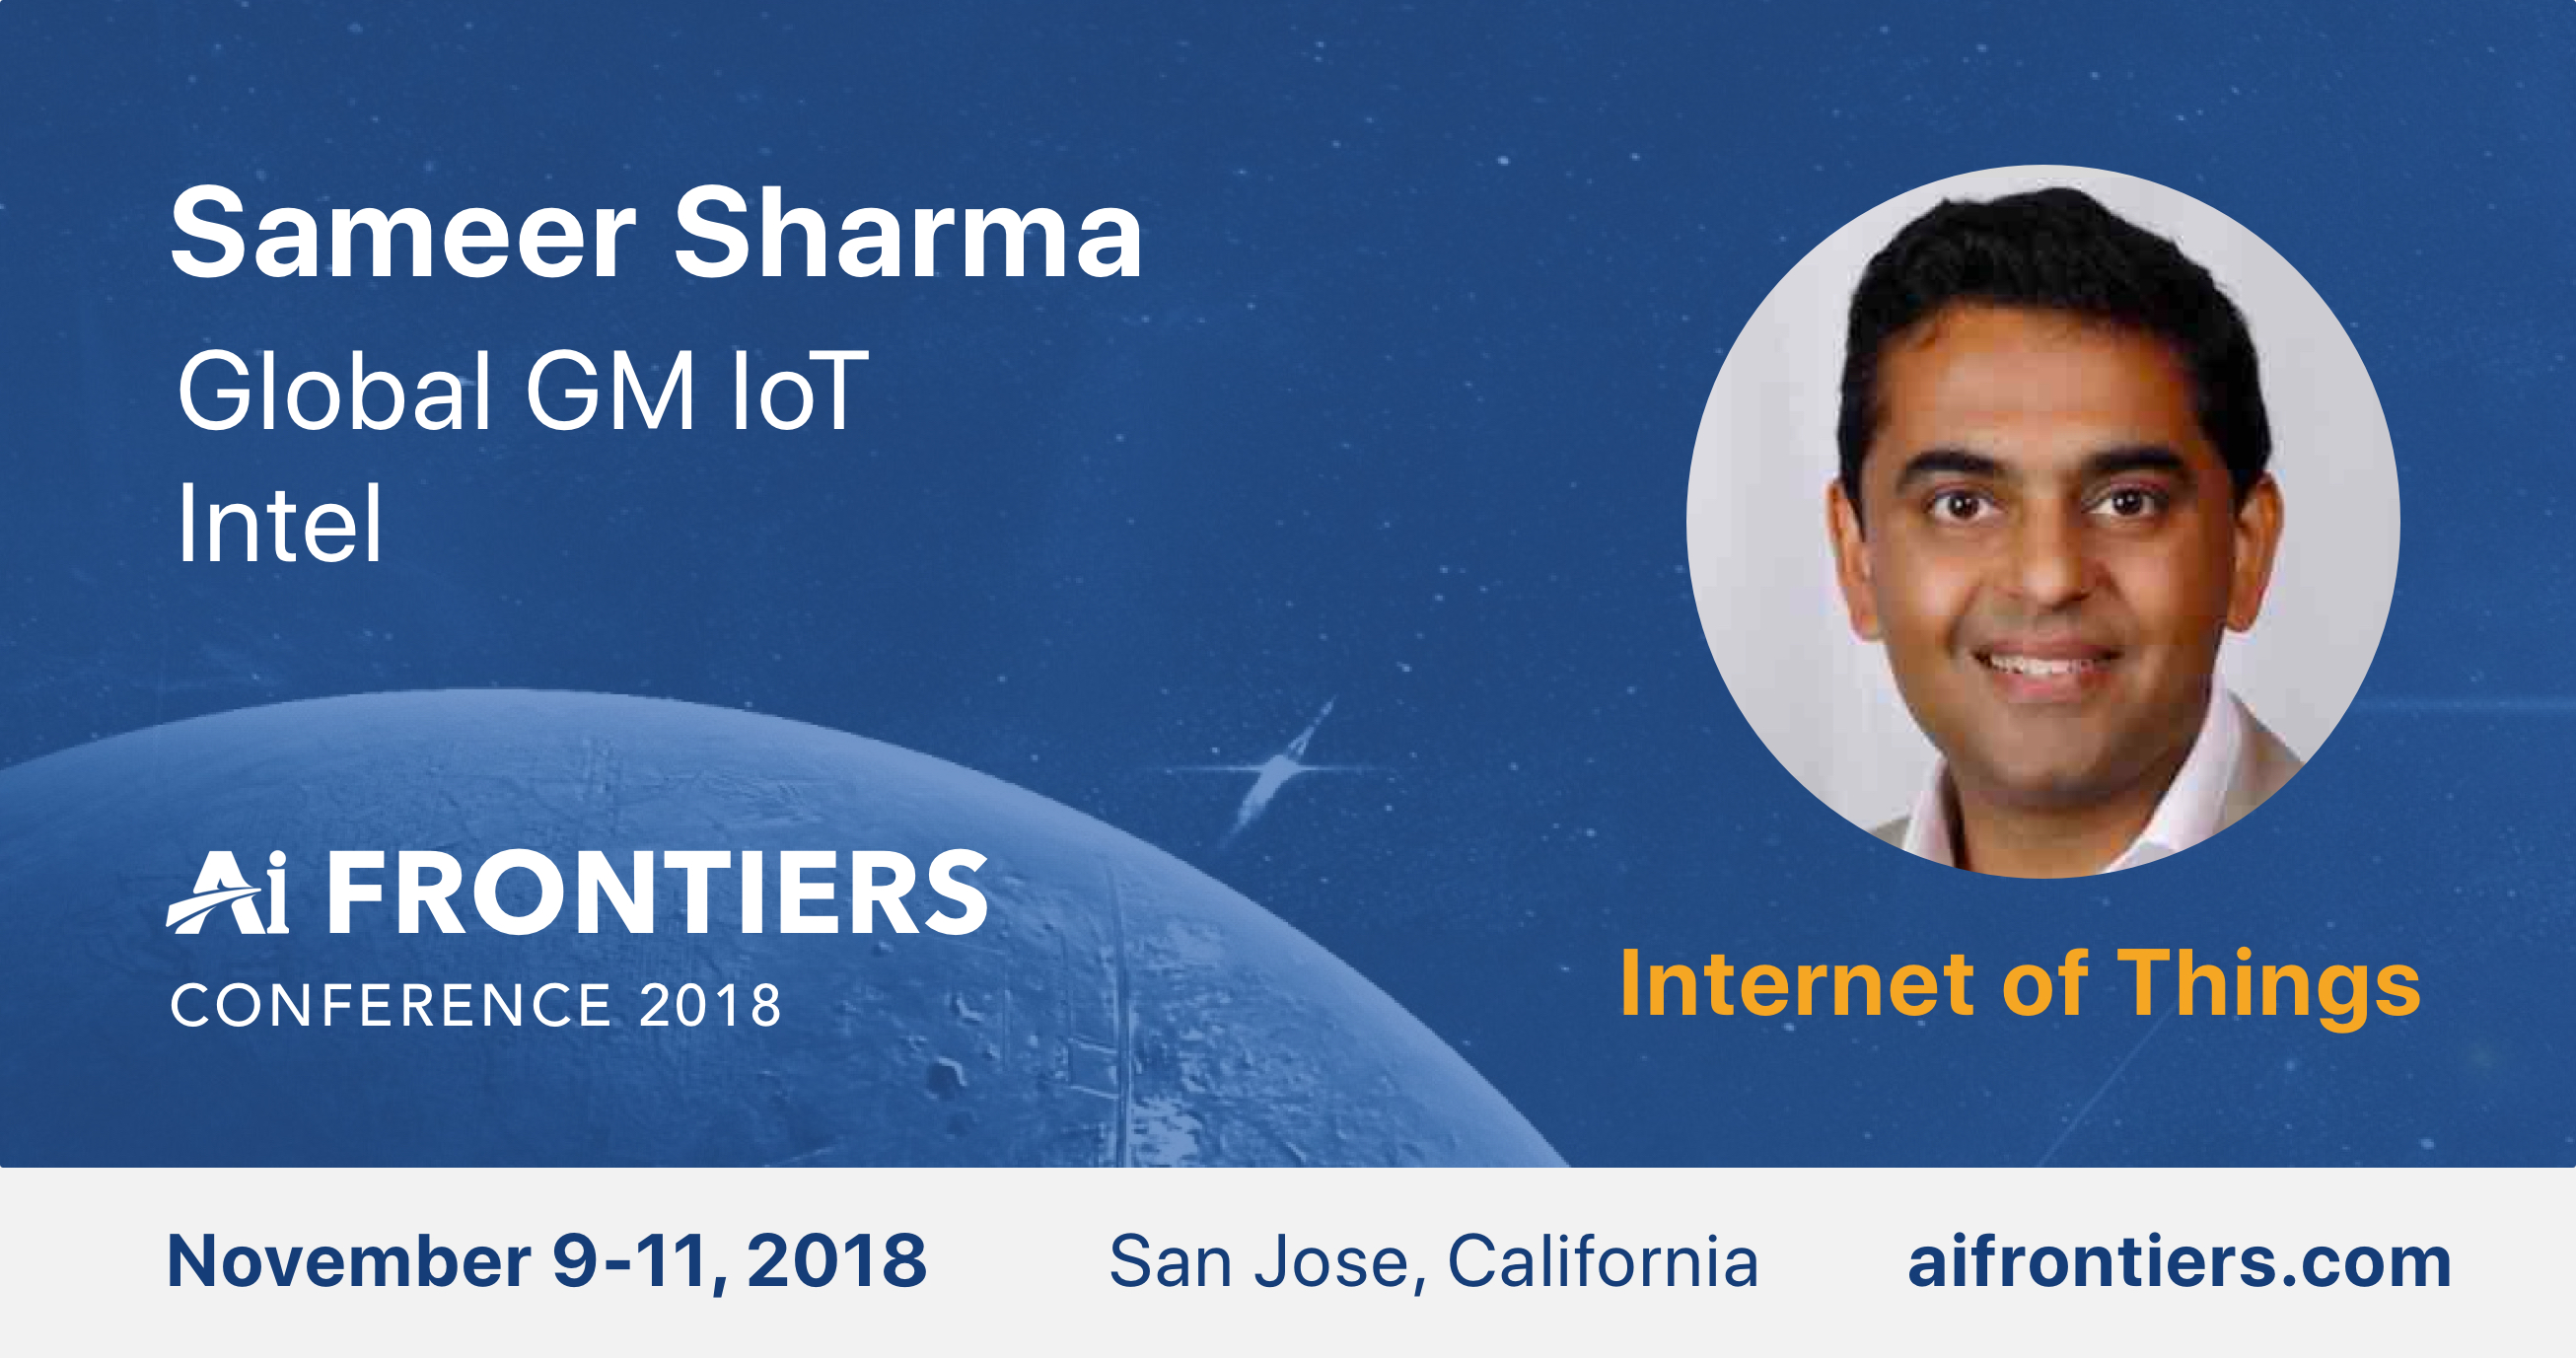 Sameer Sharma
Global GM IoT
Intel
Ai FRONTIERS
CONFERENCE 2018
Internet of Things
November 9-11, 2018
San Jose, California
aifrontiers.com